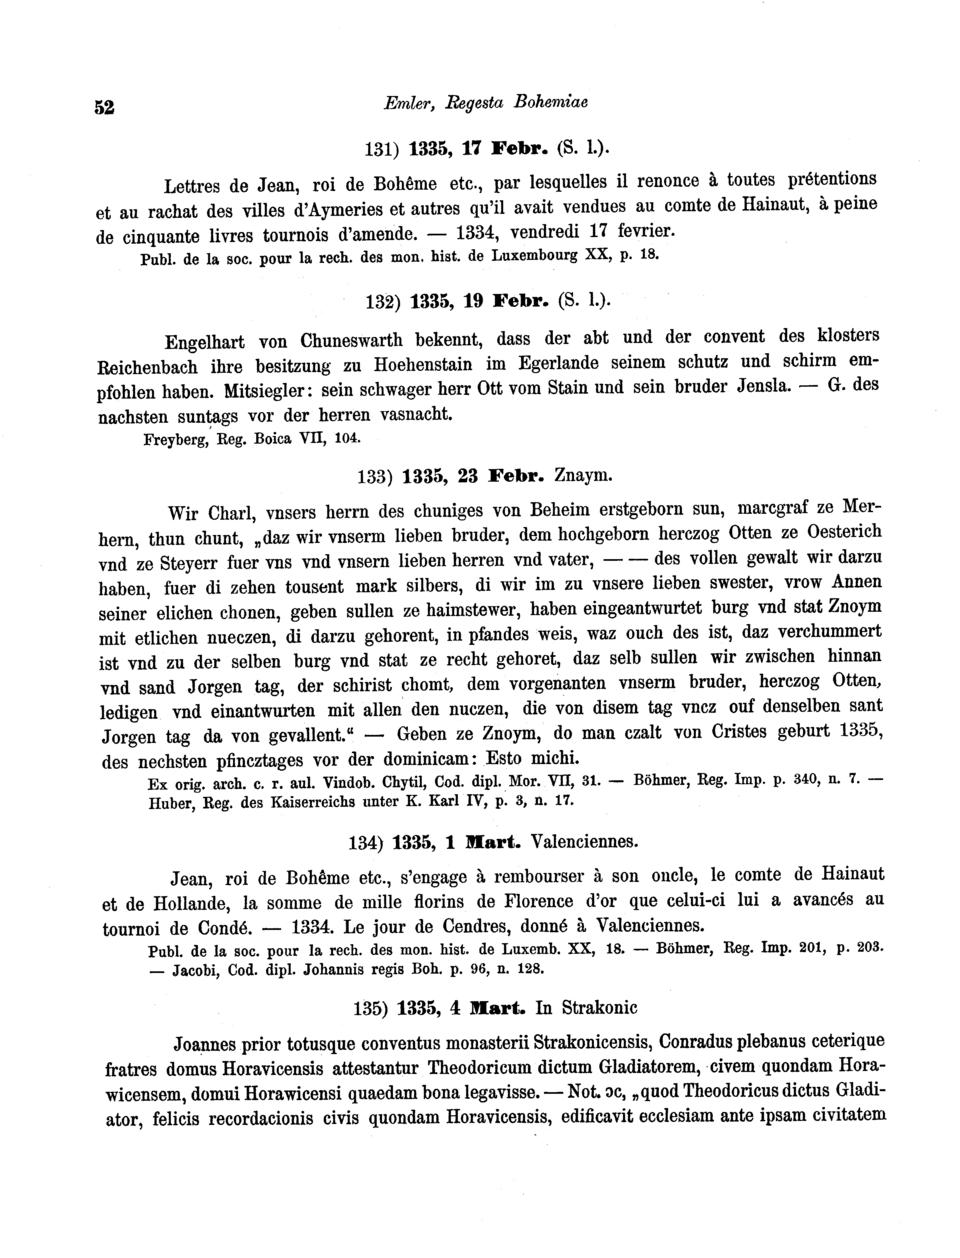 52
Emler, Regesta Bohemiae
131) 1335, 17 Febr. (S. l.).
Lettres de Jean, roi de Bohême etc., par lesquelles il renonce à toutes prétentions
et au rachat des villes d'Aymeries et autres qu'il avait vendues au comte de Hainaut, à peine
de cinquante livres tournois d'amende. — 1334, vendredi 17 fevrier.
Publ. de la soc. pour la rech. des mon. hist. de Luxembourg XX, p. 18.
132) 1335, 19 Febr. (S. l.).
Engelhart von Chuneswarth bekennt, dass der abt und der convent des klosters
Reichenbach ihre besitzung zu Hoehenstain im Egerlande seinem schutz und schirm em-
pfohlen haben. Mitsiegler: sein schwager herr Ott vom Stain und sein bruder Jensla. — G. des
nachsten suntags vor der herren vasnacht.
Freyberg, Reg. Boica VII, 104.
133) 1335, 23 Febr. Znaym.
Wir Charl, vnsers herrn des chuniges von Beheim erstgeborn sun, marcgraf ze Mer-
hern, thun chunt, „daz wir vnserm lieben bruder, dem hochgeborn herczog Otten ze Oesterich
vnd ze Steyerr fuer vns vnd vnsern lieben herren vnd vater, — — des vollen gewalt wir darzu
haben, fuer di zehen tousent mark silbers, di wir im zu vnsere lieben swester, vrow Annen
seiner elichen chonen, geben sullen ze haimstewer, haben eingeantwurtet burg vnd stat Znoym
mit etlichen nueczen, di darzu gehorent, in pfandes weis, waz ouch des ist, daz verchummert
ist vnd zu der selben burg vnd stat ze recht gehoret, daz selb sullen wir zwischen hinnan
vnd sand Jorgen tag, der schirist chomt, dem vorgenanten vnserm bruder, herczog Otten,
ledigen vnd einantwurten mit allen den nuczen, die von disem tag vncz ouf denselben sant
Jorgen tag da von gevallent.“ — Geben ze Znoym, do man czalt von Cristes geburt 1335,
des nechsten pfincztages vor der dominicam: Esto michi.
Ex orig. arch. c. r. aul. Vindob. Chytil, Cod. dipl. Mor. VII, 31. — Böhmer, Reg. Imp. p. 340, n. 7. —
Huber, Reg. des Kaiserreichs unter K. Karl IV, p. 3, n. 17.
134) 1335, 1 Mart. Valenciennes.
Jean, roi de Bohême etc., s'engage à rembourser à son oncle, le comte de Hainaut
et de Hollande, la somme de mille florins de Florence d'or que celui-ci lui a avancés au
tournoi de Condé. — 1334. Le jour de Cendres, donné à Valenciennes.
Publ. de la soc. pour la rech. des mon. hist. de Luxemb. XX, 18. — Böhmer, Reg. Imp. 201, p. 203.
— Jacobi, Cod. dipl. Johannis regis Boh. p. 96, n. 128.
135) 1335, 4 Mart. In Strakonic
Joannes prior totusque conventus monasterii Strakonicensis, Conradus plebanus ceterique
fratres domus Horavicensis attestantur Theodoricum dictum Gladiatorem, civem quondam Hora-
wicensem, domui Horawicensi quaedam bona legavisse. — Not. ɔc, „quod Theodoricus dictus Gladi-
ator, felicis recordacionis civis quondam Horavicensis, edificavit ecclesiam ante ipsam civitatem